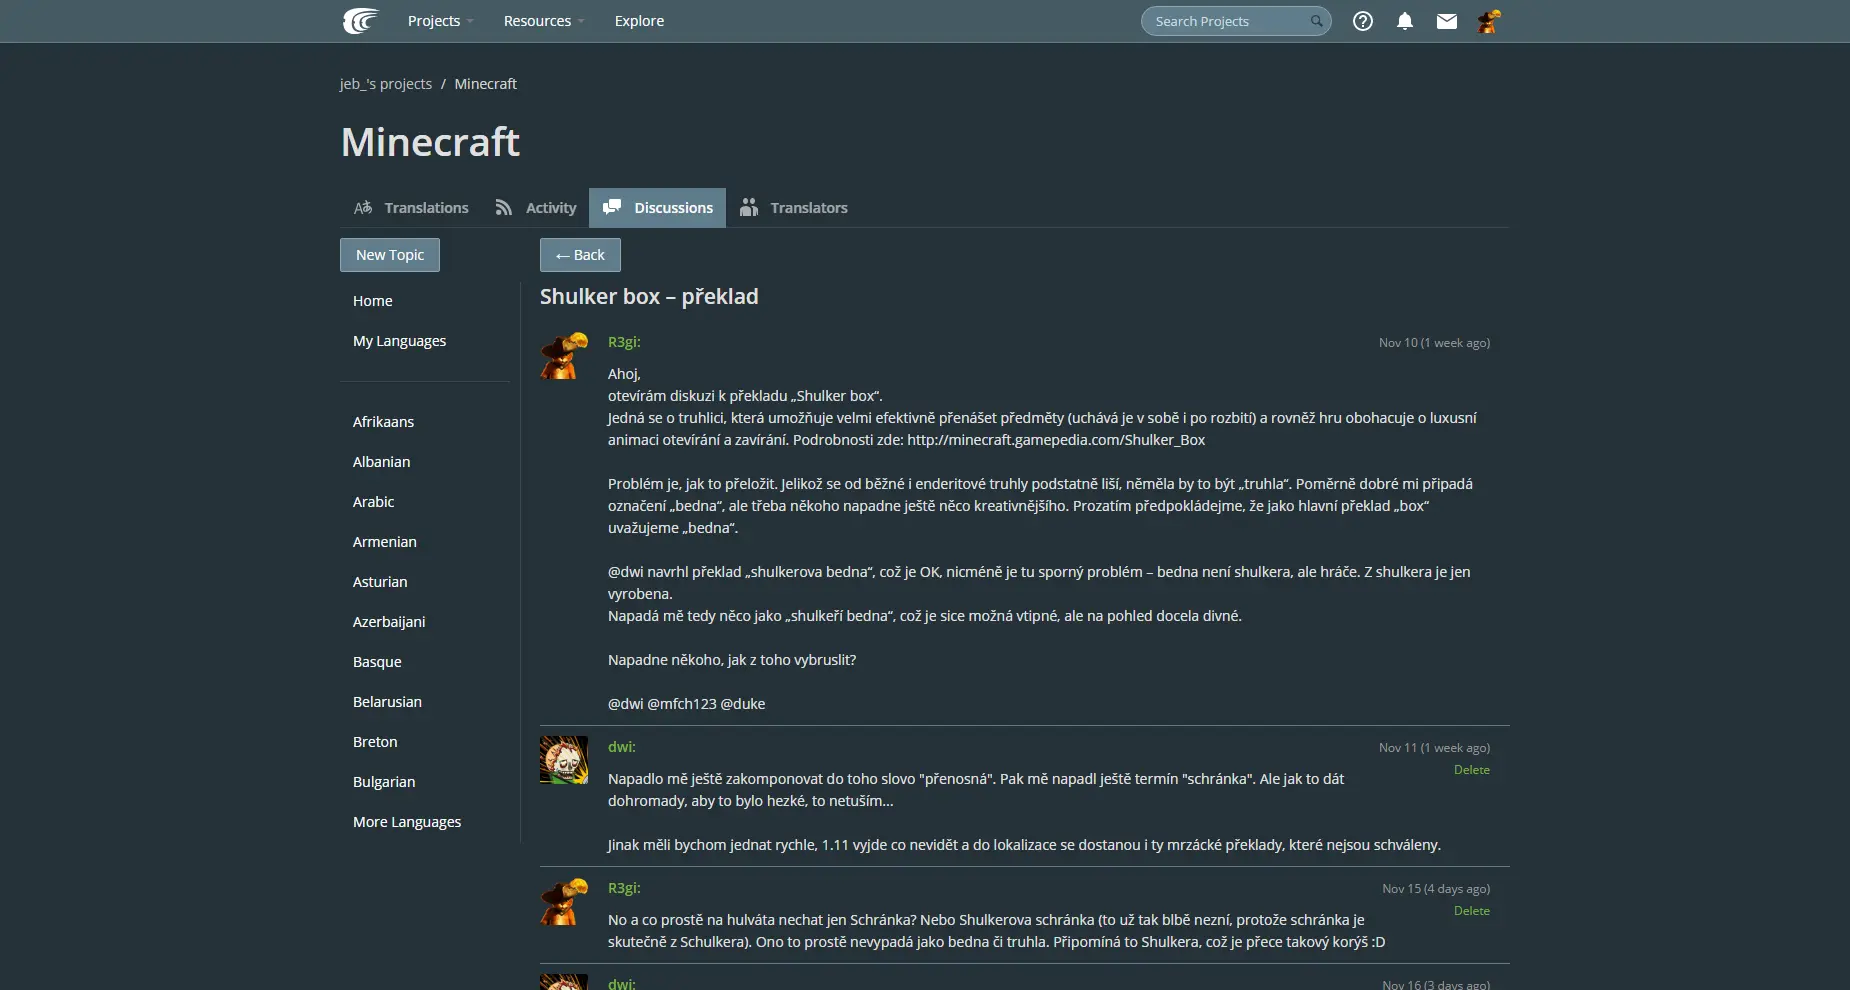 Projects
Resources
Explore
Search Projects
jeb_'s projects / Minecraft
Minecraft
Translations
Activity
Discussions
Translators
New Topic
← Back
Home
My Languages
Afrikaans
Albanian
Arabic
Armenian
Asturian
Azerbaijani
Basque
Belarusian
Breton
Bulgarian
More Languages
Shulker box – překlad
R3gi:
Nov 10 (1 week ago)
Ahoj,
otevírám diskuzi k překladu „Shulker box“.
Jedná se o truhlici, která umožňuje velmi efektivně přenášet předměty (uchává je v sobě i po rozbití) a rovněž hru obohacuje o luxusní
animaci otevírání a zavírání. Podrobnosti zde: http://minecraft.gamepedia.com/Shulker_Box
Problém je, jak to přeložit. Jelikož se od běžné i enderitové truhly podstatně liší, něměla by to být „truhla“. Poměrně dobré mi připadá
označení „bedna“, ale třeba někoho napadne ještě něco kreativnějšího. Prozatím předpokládejme, že jako hlavní překlad „box“
uvažujeme „bedna“.
@dwi navrhl překlad „shulkerova bedna“, což je OK, nicméně je tu sporný problém – bedna není shulkera, ale hráče. Z shulkera je jen
vyrobena.
Napadá mě tedy něco jako „shulkeří bedna“, což je sice možná vtipné, ale na pohled docela divné.
Napadne někoho, jak z toho vybruslit?
@dwi @mfch123 @duke
dwi:
Nov 11 (1 week ago)
Delete
Napadlo mě ještě zakomponovat do toho slovo "přenosná". Pak mě napadl ještě termín "schránka". Ale jak to dát
dohromady, aby to bylo hezké, to netuším...
Jinak měli bychom jednat rychle, 1.11 vyjde co nevidět a do lokalizace se dostanou i ty mrzácké překlady, které nejsou schváleny.
R3gi:
Nov 15 (4 days ago)
Delete
No a co prostě na hulváta nechat jen Schránka? Nebo Shulkerova schránka (to už tak blbě nezní, protože schránka je
skutečně z Schulkera). Ono to prostě nevypadá jako bedna či truhla. Připomíná to Shulkera, což je přece takový korýš :D
dwi:
Nov 16 (3 days ago)